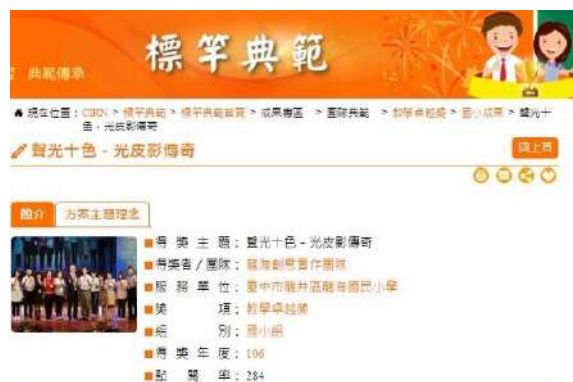 標竿典範
典範傳承
現在位置：CIRN > 標竿典範 > 標竿典範首頁 > 成果專區 > 團隊典範 > 教學卓越獎 > 國小成果 > 聲光十
色 - 光皮影傳奇
聲光十色 - 光皮影傳奇
回上頁
簡介 方案主題理念
得獎主題：聲光十色 - 光皮影傳奇
得獎者/團隊：龍海創意實作團隊
服務單位：臺中市龍井區龍海國民小學
獎項：教學卓越獎
組別：國小組
得獎年度：106
點閱率：284